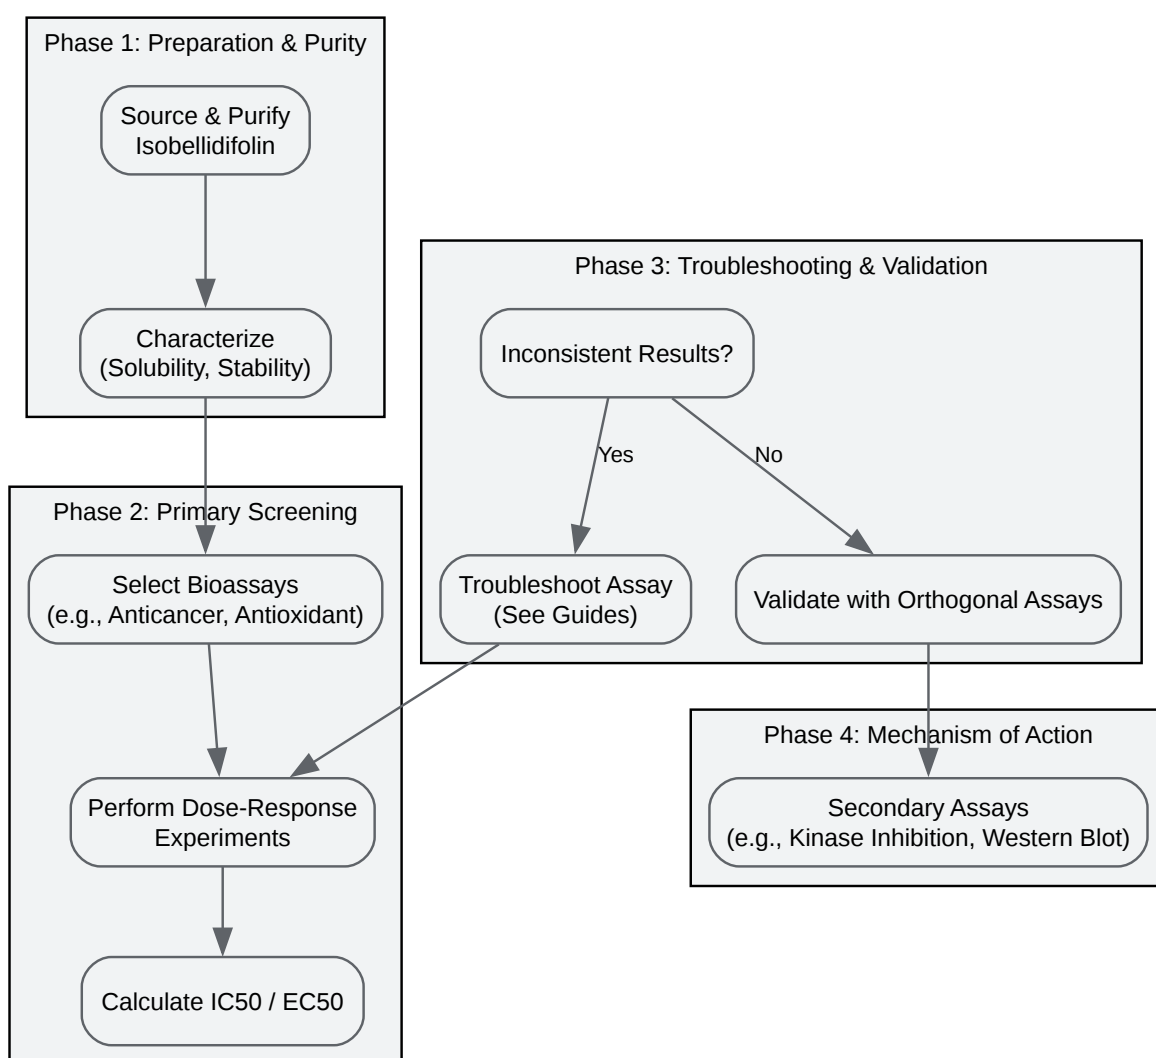 Phase 1: Preparation & Purity
Source & Purify
Isobellidifolin
Characterize
(Solubility, Stability)
Phase 2: Primary Screening
Select Bioassays
(e.g., Anticancer, Antioxidant)
Perform Dose-Response
Experiments
Calculate IC50 / EC50
Phase 3: Troubleshooting & Validation
Inconsistent Results?
Yes
No
Troubleshoot Assay
(See Guides)
Validate with Orthogonal Assays
Phase 4: Mechanism of Action
Secondary Assays
(e.g., Kinase Inhibition, Western Blot)